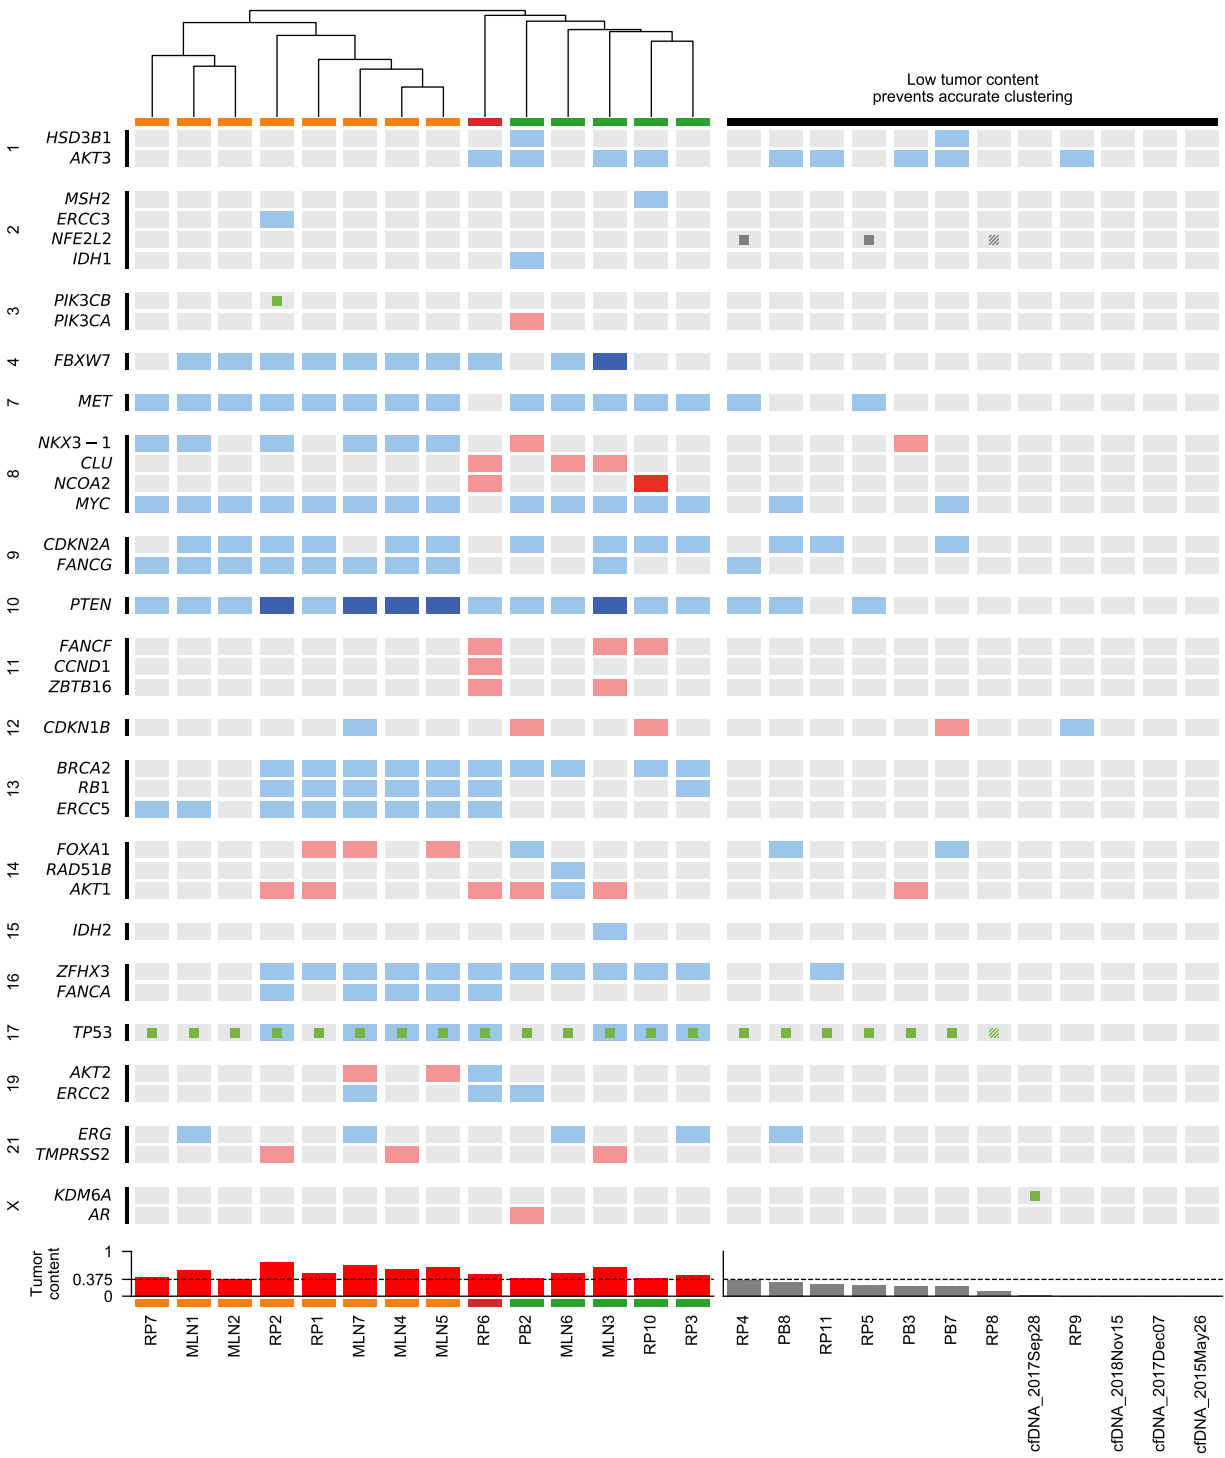 Low tumor content
prevents accurate clustering
1
HSD3B1
AKT3
2
MSH2
ERCC3
NFE2L2
IDH1
3
PIK3CB
PIK3CA
4
FBXW7
7
MET
8
NKX3−1
CLU
NCOA2
MYC
9
CDKN2A
FANCG
10
PTEN
11
FANCF
CCND1
ZBTB16
12
CDKN1B
13
BRCA2
RB1
ERCC5
14
FOXA1
RAD51B
AKT1
15
IDH2
16
ZFHX3
FANCA
17
TP53
19
AKT2
ERCC2
21
ERG
TMPRSS2
X
KDM6A
AR
Tumor
content
1
0.375
0
RP7
MLN1
MLN2
RP2
RP1
MLN7
MLN4
MLN5
RP6
PB2
MLN6
MLN3
RP10
RP3
RP4
PB8
RP11
RP5
PB3
PB7
RP8
cfDNA_2017Sep28
RP9
cfDNA_2018Nov15
cfDNA_2017Dec07
cfDNA_2015May26